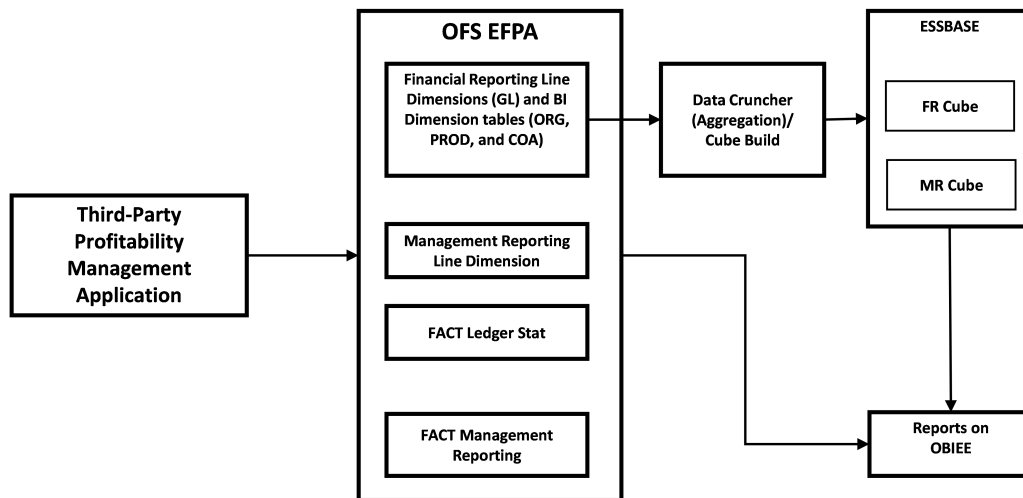 Third-Party
Profitability
Management
Application
OFS EFPA
Financial Reporting Line
Dimensions (GL) and BI
Dimension tables (ORG,
PROD, and COA)
Management Reporting
Line Dimension
FACT Ledger Stat
FACT Management
Reporting
Data Cruncher
(Aggregation)/
Cube Build
ESSBASE
FR Cube
MR Cube
Reports on
OBIEE